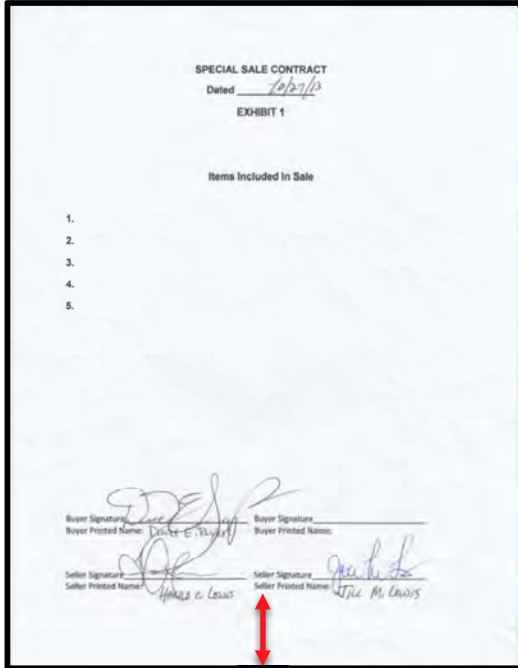 SPECIAL SALE CONTRACT
Dated 10/27/13
EXHIBIT 1
Items Included In Sale
1.
2.
3.
4.
5.
Buyer Signature Buyer Signature
Buyer Printed Name: E. Buyer Printed Name:
Seller Signature Seller Signature
Seller Printed Name: Harold C. Lewis Seller Printed Name: Jill M. Lewis